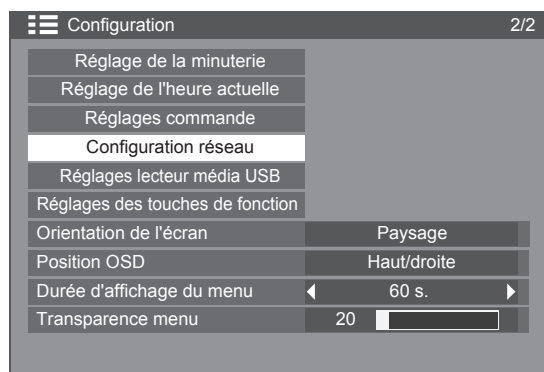 Configuration 2/2
Réglage de la minuterie
Réglage de l'heure actuelle
Réglages commande
Configuration réseau
Réglages lecteur média USB
Réglages des touches de fonction
Orientation de l'écran Paysage
Position OSD Haut/droite
Durée d'affichage du menu 60 s.
Transparence menu 20